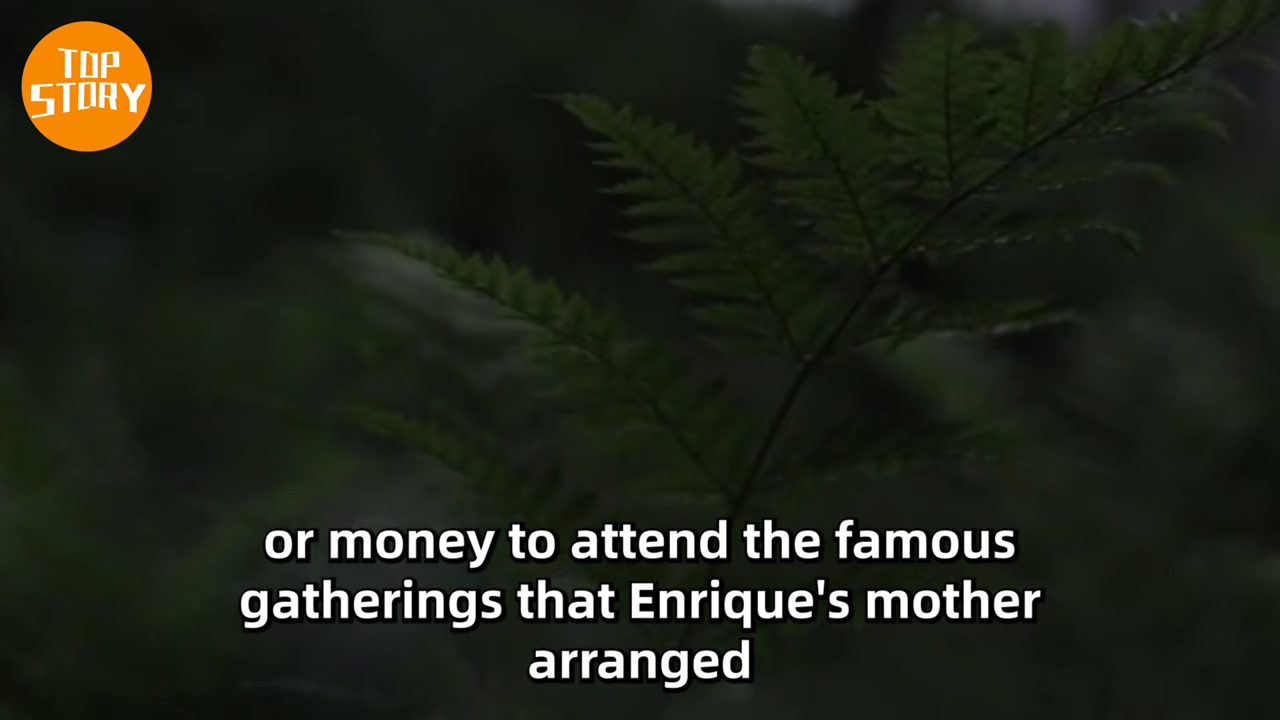 TOP
STORY
or money to attend the famous
gatherings that Enrique's mother
arranged